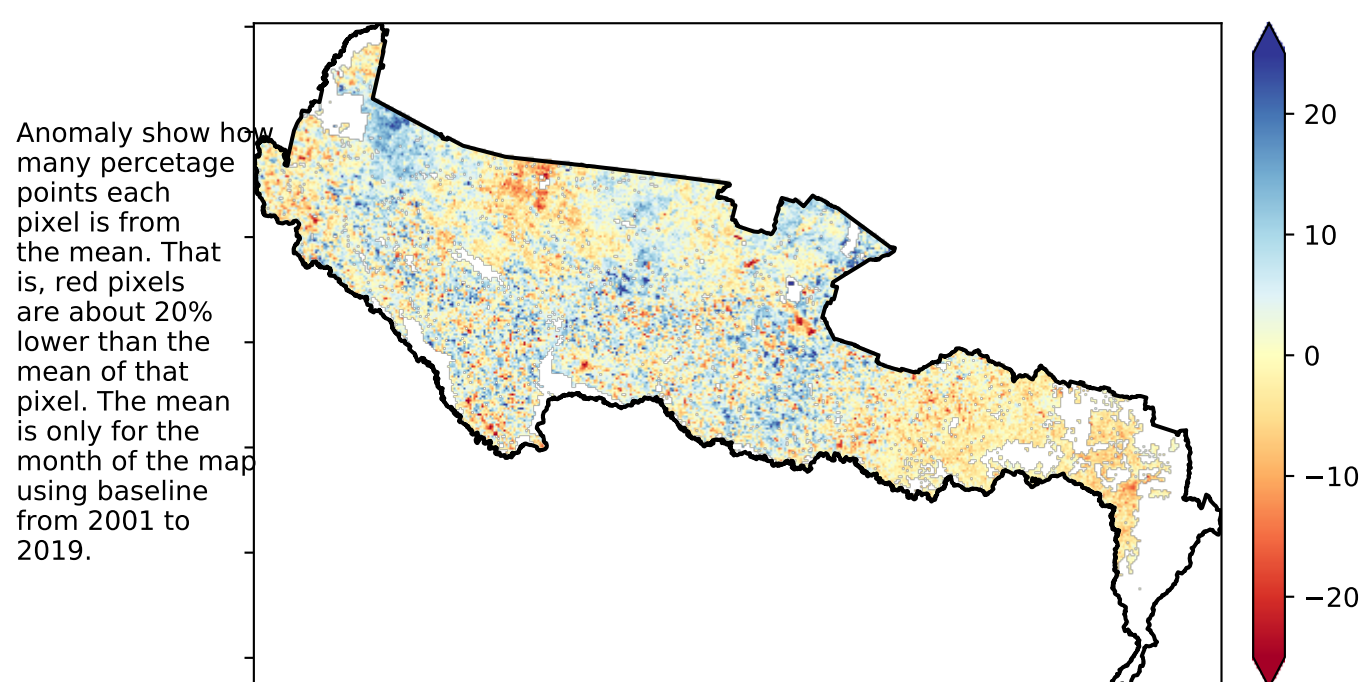 Anomaly show how
many percetage
points each
pixel is from
the mean. That
is, red pixels
are about 20%
lower than the
mean of that
pixel. The mean
is only for the
month of the map
using baseline
from 2001 to
2019.
20
10
0
−10
−20